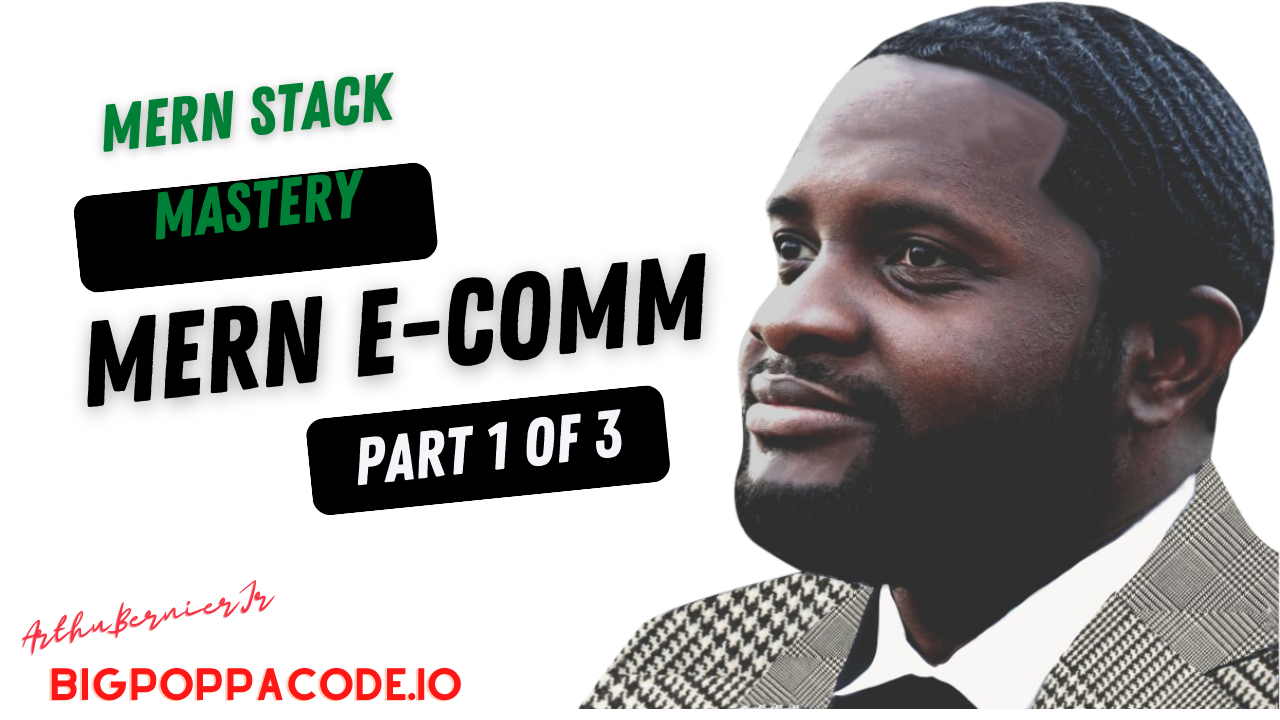 MERN STACK
MASTERY
MERN E-COMM
PART 1 OF 3
ArthurBernierJr
BIGPOPPACODE.IO